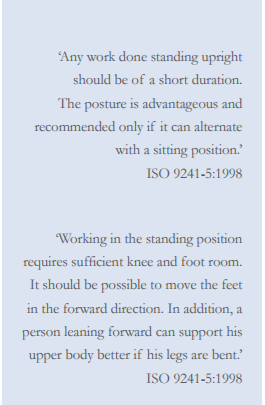 ‘Any work done standing upright
should be of a short duration.
The posture is advantageous and
recommended only if it can alternate
with a sitting position.’
ISO 9241-5:1998
‘Working in the standing position
requires sufficient knee and foot room.
It should be possible to move the feet
in the forward direction. In addition, a
person leaning forward can support his
upper body better if his legs are bent.’
ISO 9241-5:1998